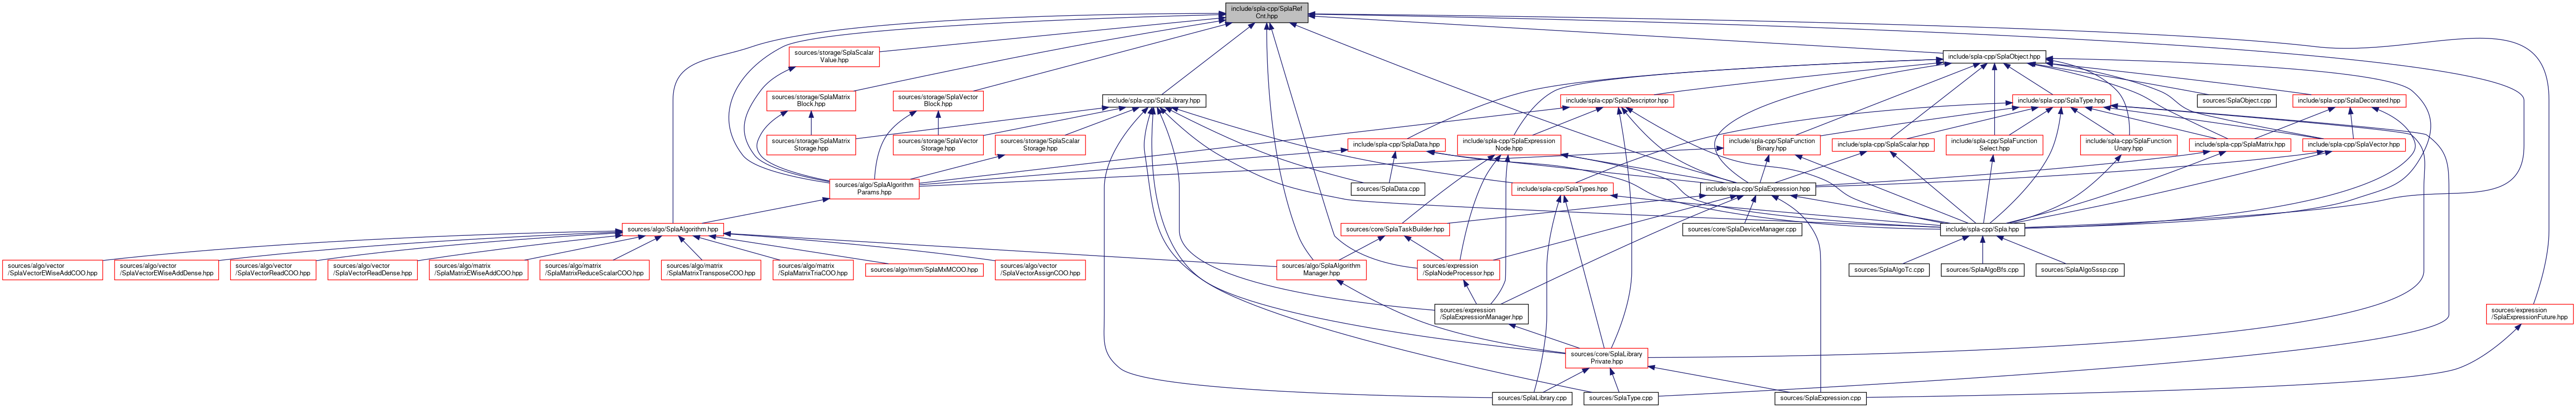 include/spla-cpp/SplaRef
Cnt.hpp
sources/storage/SplaScalar
Value.hpp
include/spla-cpp/SplaObject.hpp
sources/storage/SplaMatrix
Block.hpp
sources/storage/SplaVector
Block.hpp
include/spla-cpp/SplaLibrary.hpp
include/spla-cpp/SplaDescriptor.hpp
include/spla-cpp/SplaType.hpp
sources/SplaObject.cpp
include/spla-cpp/SplaDecorated.hpp
sources/storage/SplaMatrix
Storage.hpp
sources/storage/SplaVector
Storage.hpp
sources/storage/SplaScalar
Storage.hpp
include/spla-cpp/SplaData.hpp
include/spla-cpp/SplaExpression
Node.hpp
include/spla-cpp/SplaFunction
Binary.hpp
include/spla-cpp/SplaScalar.hpp
include/spla-cpp/SplaFunction
Select.hpp
include/spla-cpp/SplaFunction
Unary.hpp
include/spla-cpp/SplaMatrix.hpp
include/spla-cpp/SplaVector.hpp
sources/algo/SplaAlgorithm
Params.hpp
sources/SplaData.cpp
include/spla-cpp/SplaTypes.hpp
include/spla-cpp/SplaExpression.hpp
sources/algo/SplaAlgorithm.hpp
sources/core/SplaTaskBuilder.hpp
sources/core/SplaDeviceManager.cpp
include/spla-cpp/Spla.hpp
sources/algo/vector
/SplaVectorEWiseAddCOO.hpp
sources/algo/vector
/SplaVectorEWiseAddDense.hpp
sources/algo/vector
/SplaVectorReadCOO.hpp
sources/algo/vector
/SplaVectorReadDense.hpp
sources/algo/matrix
/SplaMatrixEWiseAddCOO.hpp
sources/algo/matrix
/SplaMatrixReduceScalarCOO.hpp
sources/algo/matrix
/SplaMatrixTransposeCOO.hpp
sources/algo/matrix
/SplaMatrixTriaCOO.hpp
sources/algo/mxm/SplaMxMCOO.hpp
sources/algo/vector
/SplaVectorAssignCOO.hpp
sources/algo/SplaAlgorithm
Manager.hpp
sources/expression
/SplaNodeProcessor.hpp
sources/SplaAlgoTc.cpp
sources/SplaAlgoBfs.cpp
sources/SplaAlgoSssp.cpp
sources/expression
/SplaExpressionManager.hpp
sources/expression
/SplaExpressionFuture.hpp
sources/core/SplaLibrary
Private.hpp
sources/SplaLibrary.cpp
sources/SplaType.cpp
sources/SplaExpression.cpp